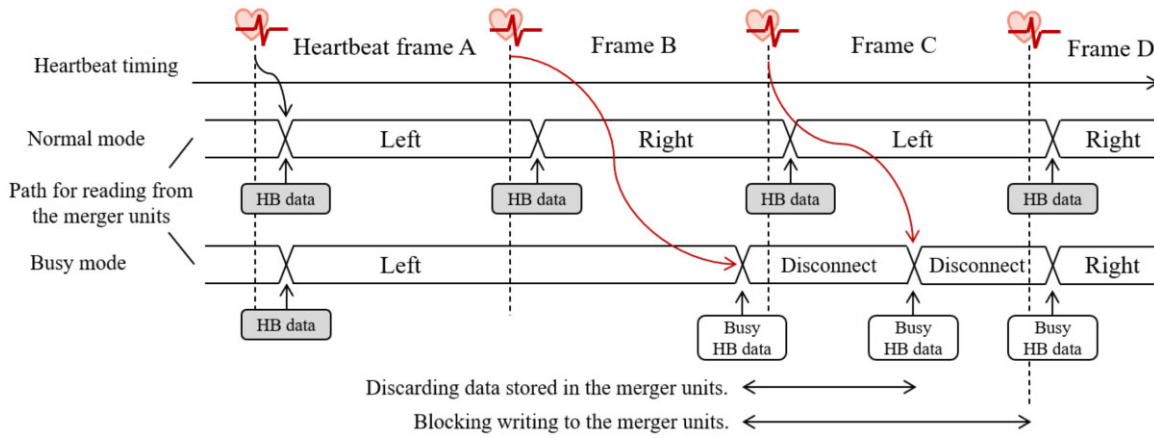 Heartbeat frame A
Frame B
Frame C
Frame D
Heartbeat timing
Normal mode
Left
Right
Left
Right
HB data
HB data
HB data
HB data
Path for reading from
the merger units
Busy mode
Left
Disconnect
Disconnect
Right
HB data
Busy
HB data
Busy
HB data
Busy
HB data
Discarding data stored in the merger units.
Blocking writing to the merger units.